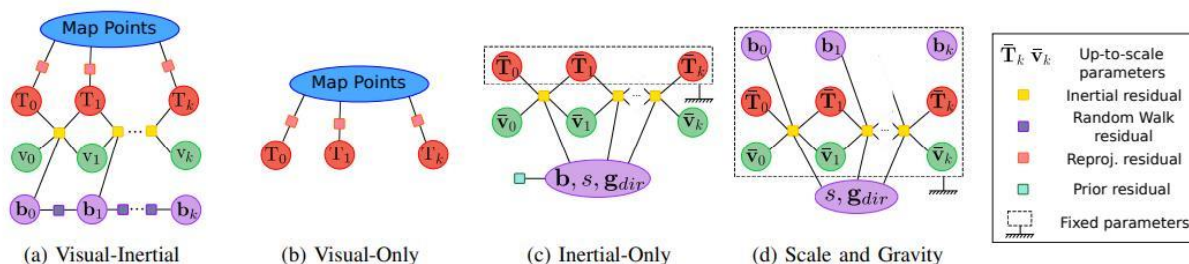 Map Points
T₀ T₁ Tₖ
v₀ v₁ vₖ
b₀ b₁ bₖ
(a) Visual-Inertial
Map Points
T₀ T₁ Tₖ
(b) Visual-Only
T̄₀ T̄₁ T̄ₖ
...
v̄₀ v̄₁ v̄ₖ
b, s, g_dir
(c) Inertial-Only
b₀ b₁ bₖ
T̄₀ T̄₁ T̄ₖ
...
v̄₀ v̄₁ v̄ₖ
s, g_dir
(d) Scale and Gravity
T̄ₖ v̄ₖ Up-to-scale
parameters
Inertial residual
Random Walk
residual
Reproj. residual
Prior residual
Fixed parameters